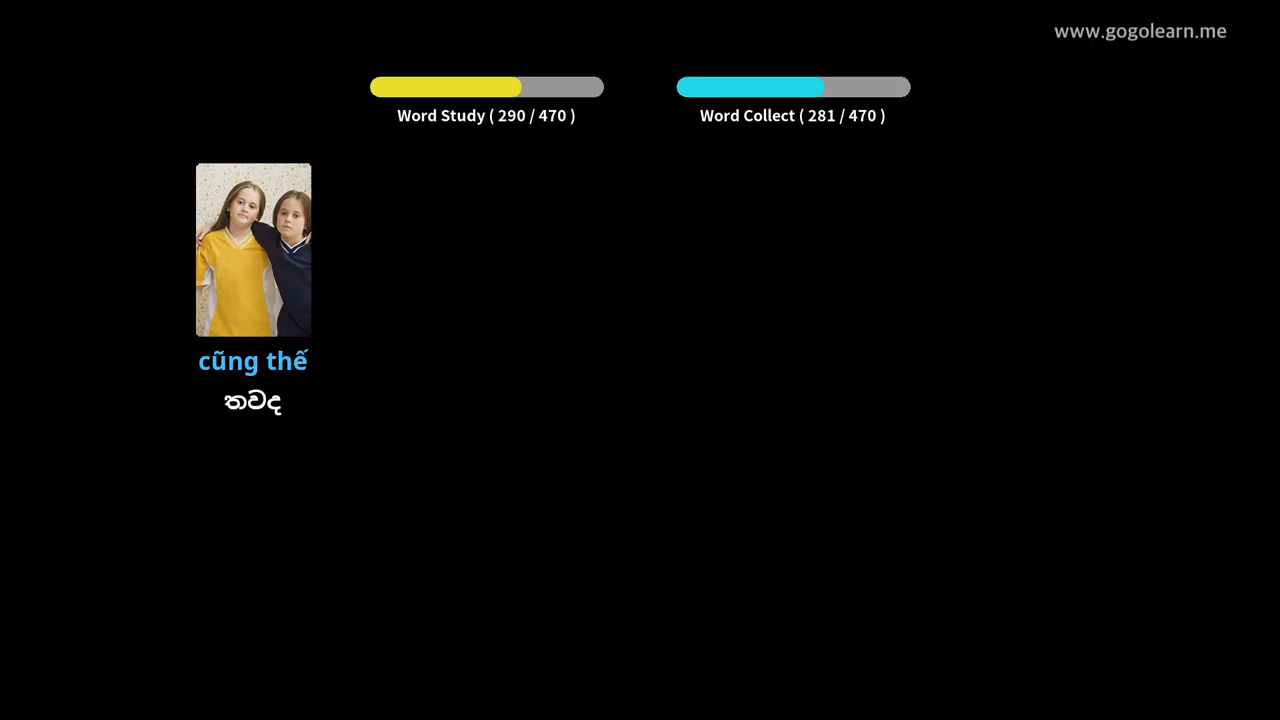 www.gogolearn.me
Word Study ( 290 / 470 )
Word Collect ( 281 / 470 )
cũng thế
තවද